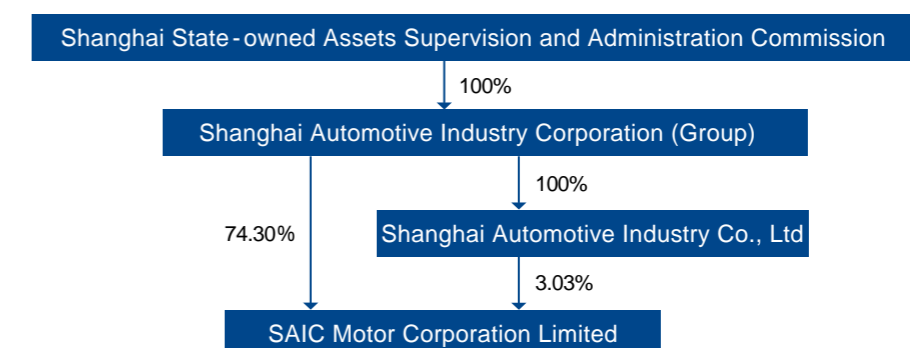 Shanghai State-owned Assets Supervision and Administration Commission
100%
Shanghai Automotive Industry Corporation (Group)
100%
74.30%
Shanghai Automotive Industry Co., Ltd
3.03%
SAIC Motor Corporation Limited